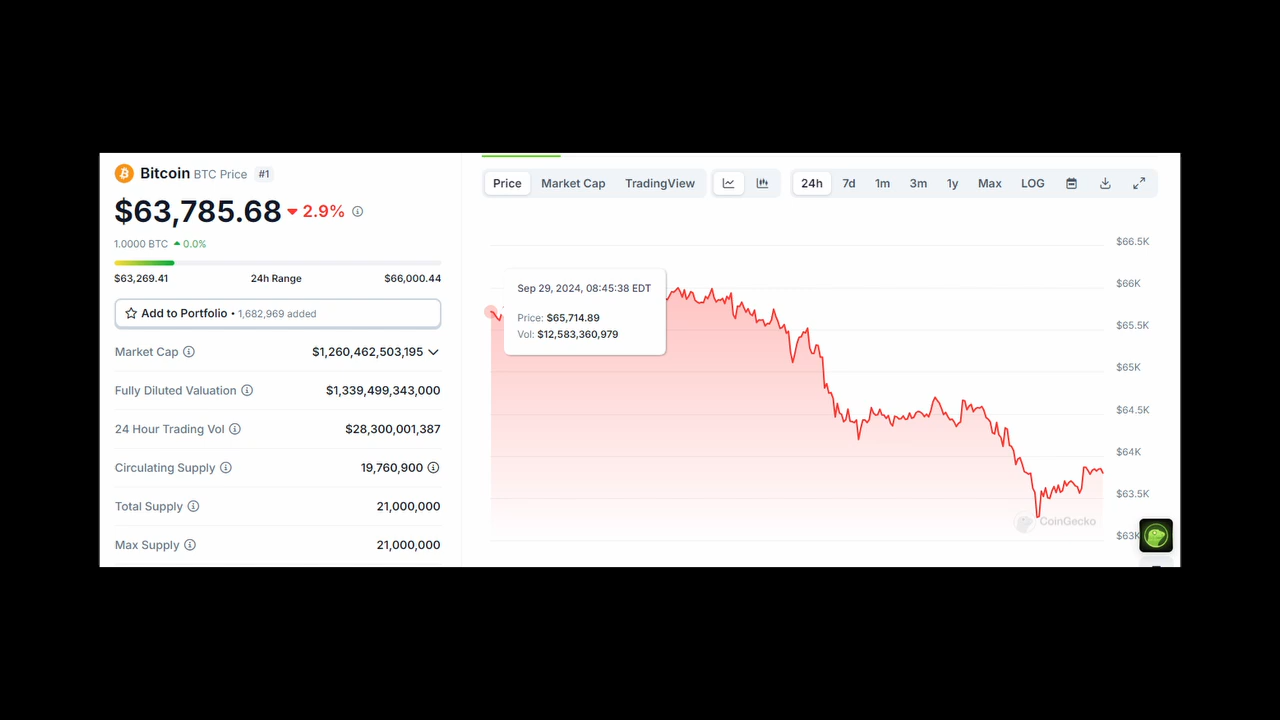 Bitcoin BTC Price #1
$63,785.68 2.9%
1.0000 BTC 0.0%
$63,269.41 24h Range $66,000.44
Add to Portfolio • 1,682,969 added
Market Cap $1,260,462,503,195
Fully Diluted Valuation $1,339,499,343,000
24 Hour Trading Vol $28,300,001,387
Circulating Supply 19,760,900
Total Supply 21,000,000
Max Supply 21,000,000
Price Market Cap TradingView 24h 7d 1m 3m 1y Max LOG
Sep 29, 2024, 08:45:38 EDT
Price: $65,714.89
Vol: $12,583,360,979
$66.5K
$66K
$65.5K
$65K
$64.5K
$64K
$63.5K
$63K
CoinGecko